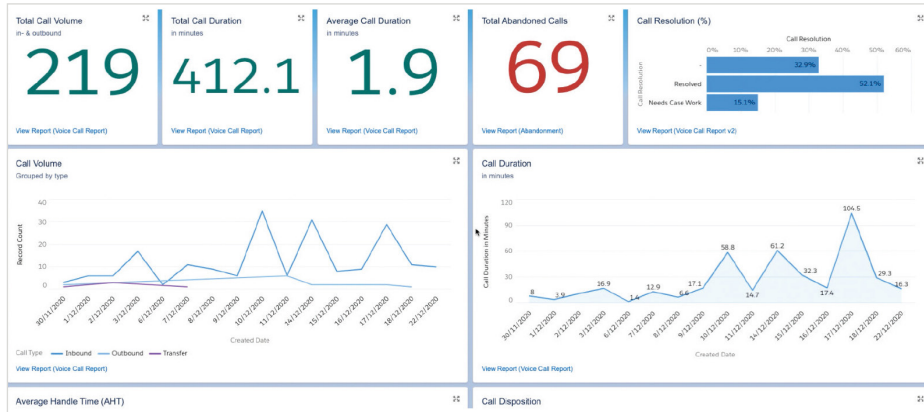 Total Call Volume
in- & outbound
219
View Report (Voice Call Report)
Total Call Duration
in minutes
412.1
View Report (Voice Call Report)
Average Call Duration
in minutes
1.9
View Report (Voice Call Report)
Total Abandoned Calls
69
View Report (Abandonment)
Call Resolution (%)
Call Resolution
0% 10% 20% 30% 40% 50% 60%
Call Resolution
- 32.9%
Resolved 52.1%
Needs Case Work 15.1%
View Report (Voice Call Report v2)
Call Volume
Grouped by type
Record Count
40
30
20
10
0
30/11/2020 1/12/2020 2/12/2020 3/12/2020 6/12/2020 7/12/2020 8/12/2020 9/12/2020 10/12/2020 11/12/2020 14/12/2020 15/12/2020 16/12/2020 17/12/2020 18/12/2020 22/12/2020
Created Date
Call Type Inbound Outbound Transfer
View Report (Voice Call Report)
Call Duration
in minutes
Call Duration in Minutes
120
90
60
30
0
8 3.9 16.9 1.4 12.9 6.6 17.1 58.8 14.7 61.2 32.3 17.4 104.5 29.3 16.3
30/11/2020 1/12/2020 2/12/2020 3/12/2020 6/12/2020 7/12/2020 8/12/2020 9/12/2020 10/12/2020 11/12/2020 14/12/2020 15/12/2020 16/12/2020 17/12/2020 18/12/2020 22/12/2020
Created Date
View Report (Voice Call Report)
Average Handle Time (AHT)
Call Disposition